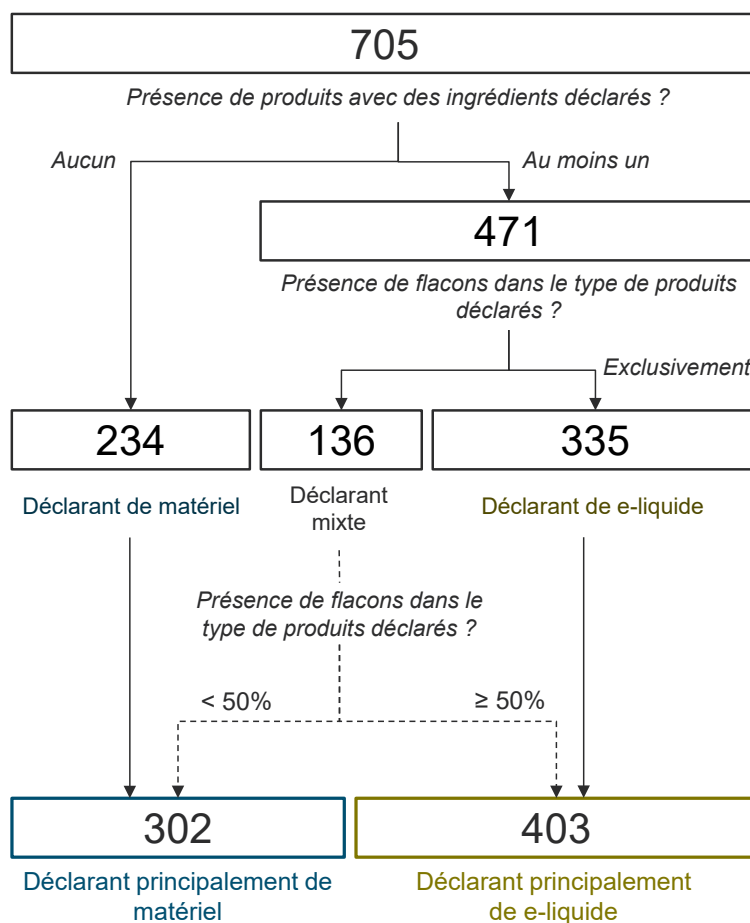 705
Présence de produits avec des ingrédients déclarés ?
Aucun
Au moins un
471
Présence de flacons dans le type de produits
déclarés ?
Exclusivement
234
136
335
Déclarant de matériel
Déclarant
mixte
Déclarant de e-liquide
Présence de flacons dans le
type de produits déclarés ?
< 50%
≥ 50%
302
403
Déclarant principalement de
matériel
Déclarant principalement
de e-liquide